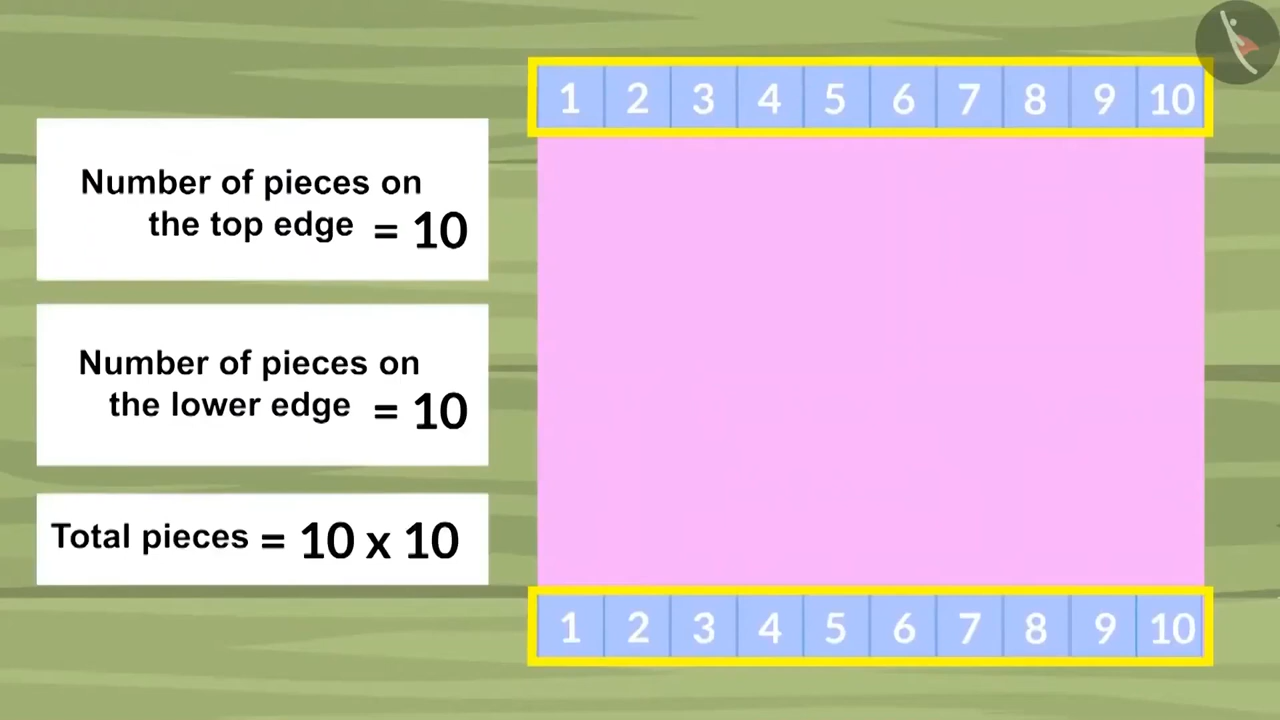 1 2 3 4 5 6 7 8 9 10
Number of pieces on
the top edge = 10
Number of pieces on
the lower edge = 10
Total pieces = 10 x 10
1 2 3 4 5 6 7 8 9 10